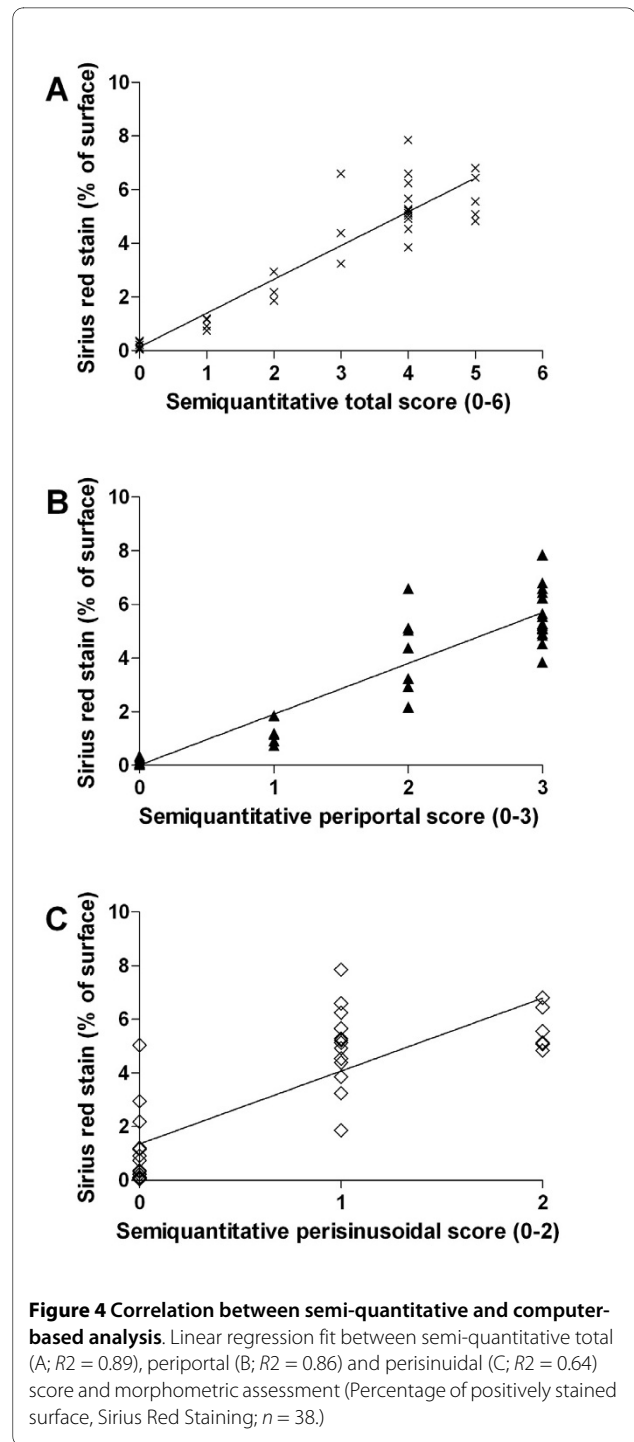 A
Sirius red stain (% of surface)
10
8
6
4
2
0
0 1 2 3 4 5 6
Semiquantitative total score (0-6)
B
Sirius red stain (% of surface)
10
8
6
4
2
0
0 1 2 3
Semiquantitative periportal score (0-3)
C
Sirius red stain (% of surface)
10
8
6
4
2
0
0 1 2
Semiquantitative perisinusoidal score (0-2)
Figure 4 Correlation between semi-quantitative and computer-
based analysis. Linear regression fit between semi-quantitative total
(A; R2 = 0.89), periportal (B; R2 = 0.86) and perisinuidal (C; R2 = 0.64)
score and morphometric assessment (Percentage of positively stained
surface, Sirius Red Staining; n = 38.)